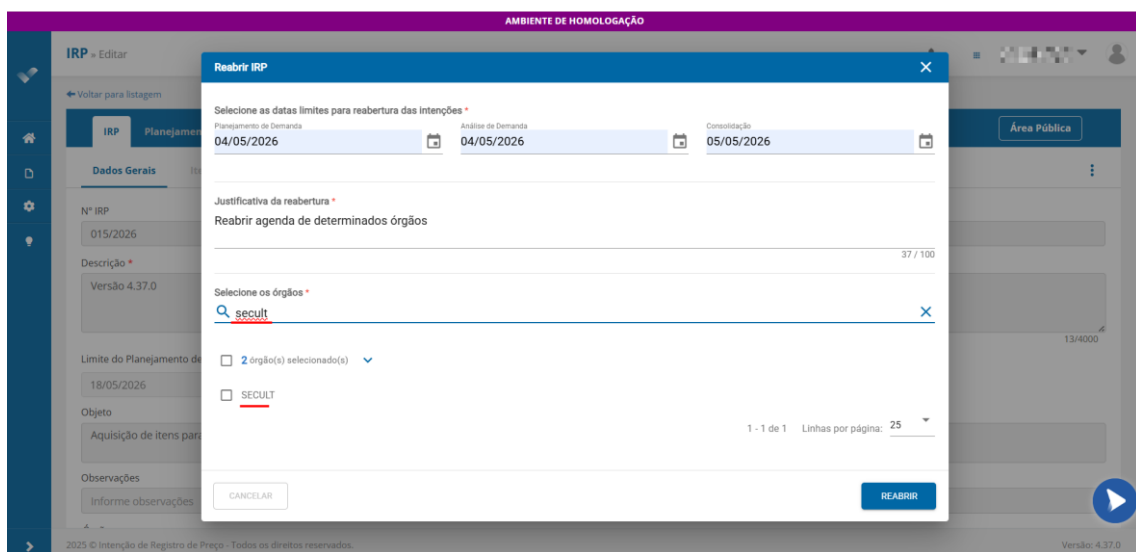 AMBIENTE DE HOMOLOGAÇÃO
IRP » Editar
Voltar para listagem
IRP
Área Pública
Dados Gerais
Nº IRP
015/2026
Descrição *
Versão 4.37.0
13/4000
Limite do Planejamento de
18/05/2026
Objeto
Aquisição de itens para
Observações
Informe observações
Reabrir IRP
Selecione as datas limites para reabertura das intenções *
Planejamento de Demanda Análise de Demanda Consolidação
04/05/2026 04/05/2026 05/05/2026
Justificativa da reabertura *
Reabrir agenda de determinados órgãos
37 / 100
Selecione os órgãos *
secult
2 órgão(s) selecionado(s)
SECULT
1 - 1 de 1 Linhas por página: 25
CANCELAR REABRIR
2025 © Intenção de Registro de Preço - Todos os direitos reservados. Versão: 4.37.0